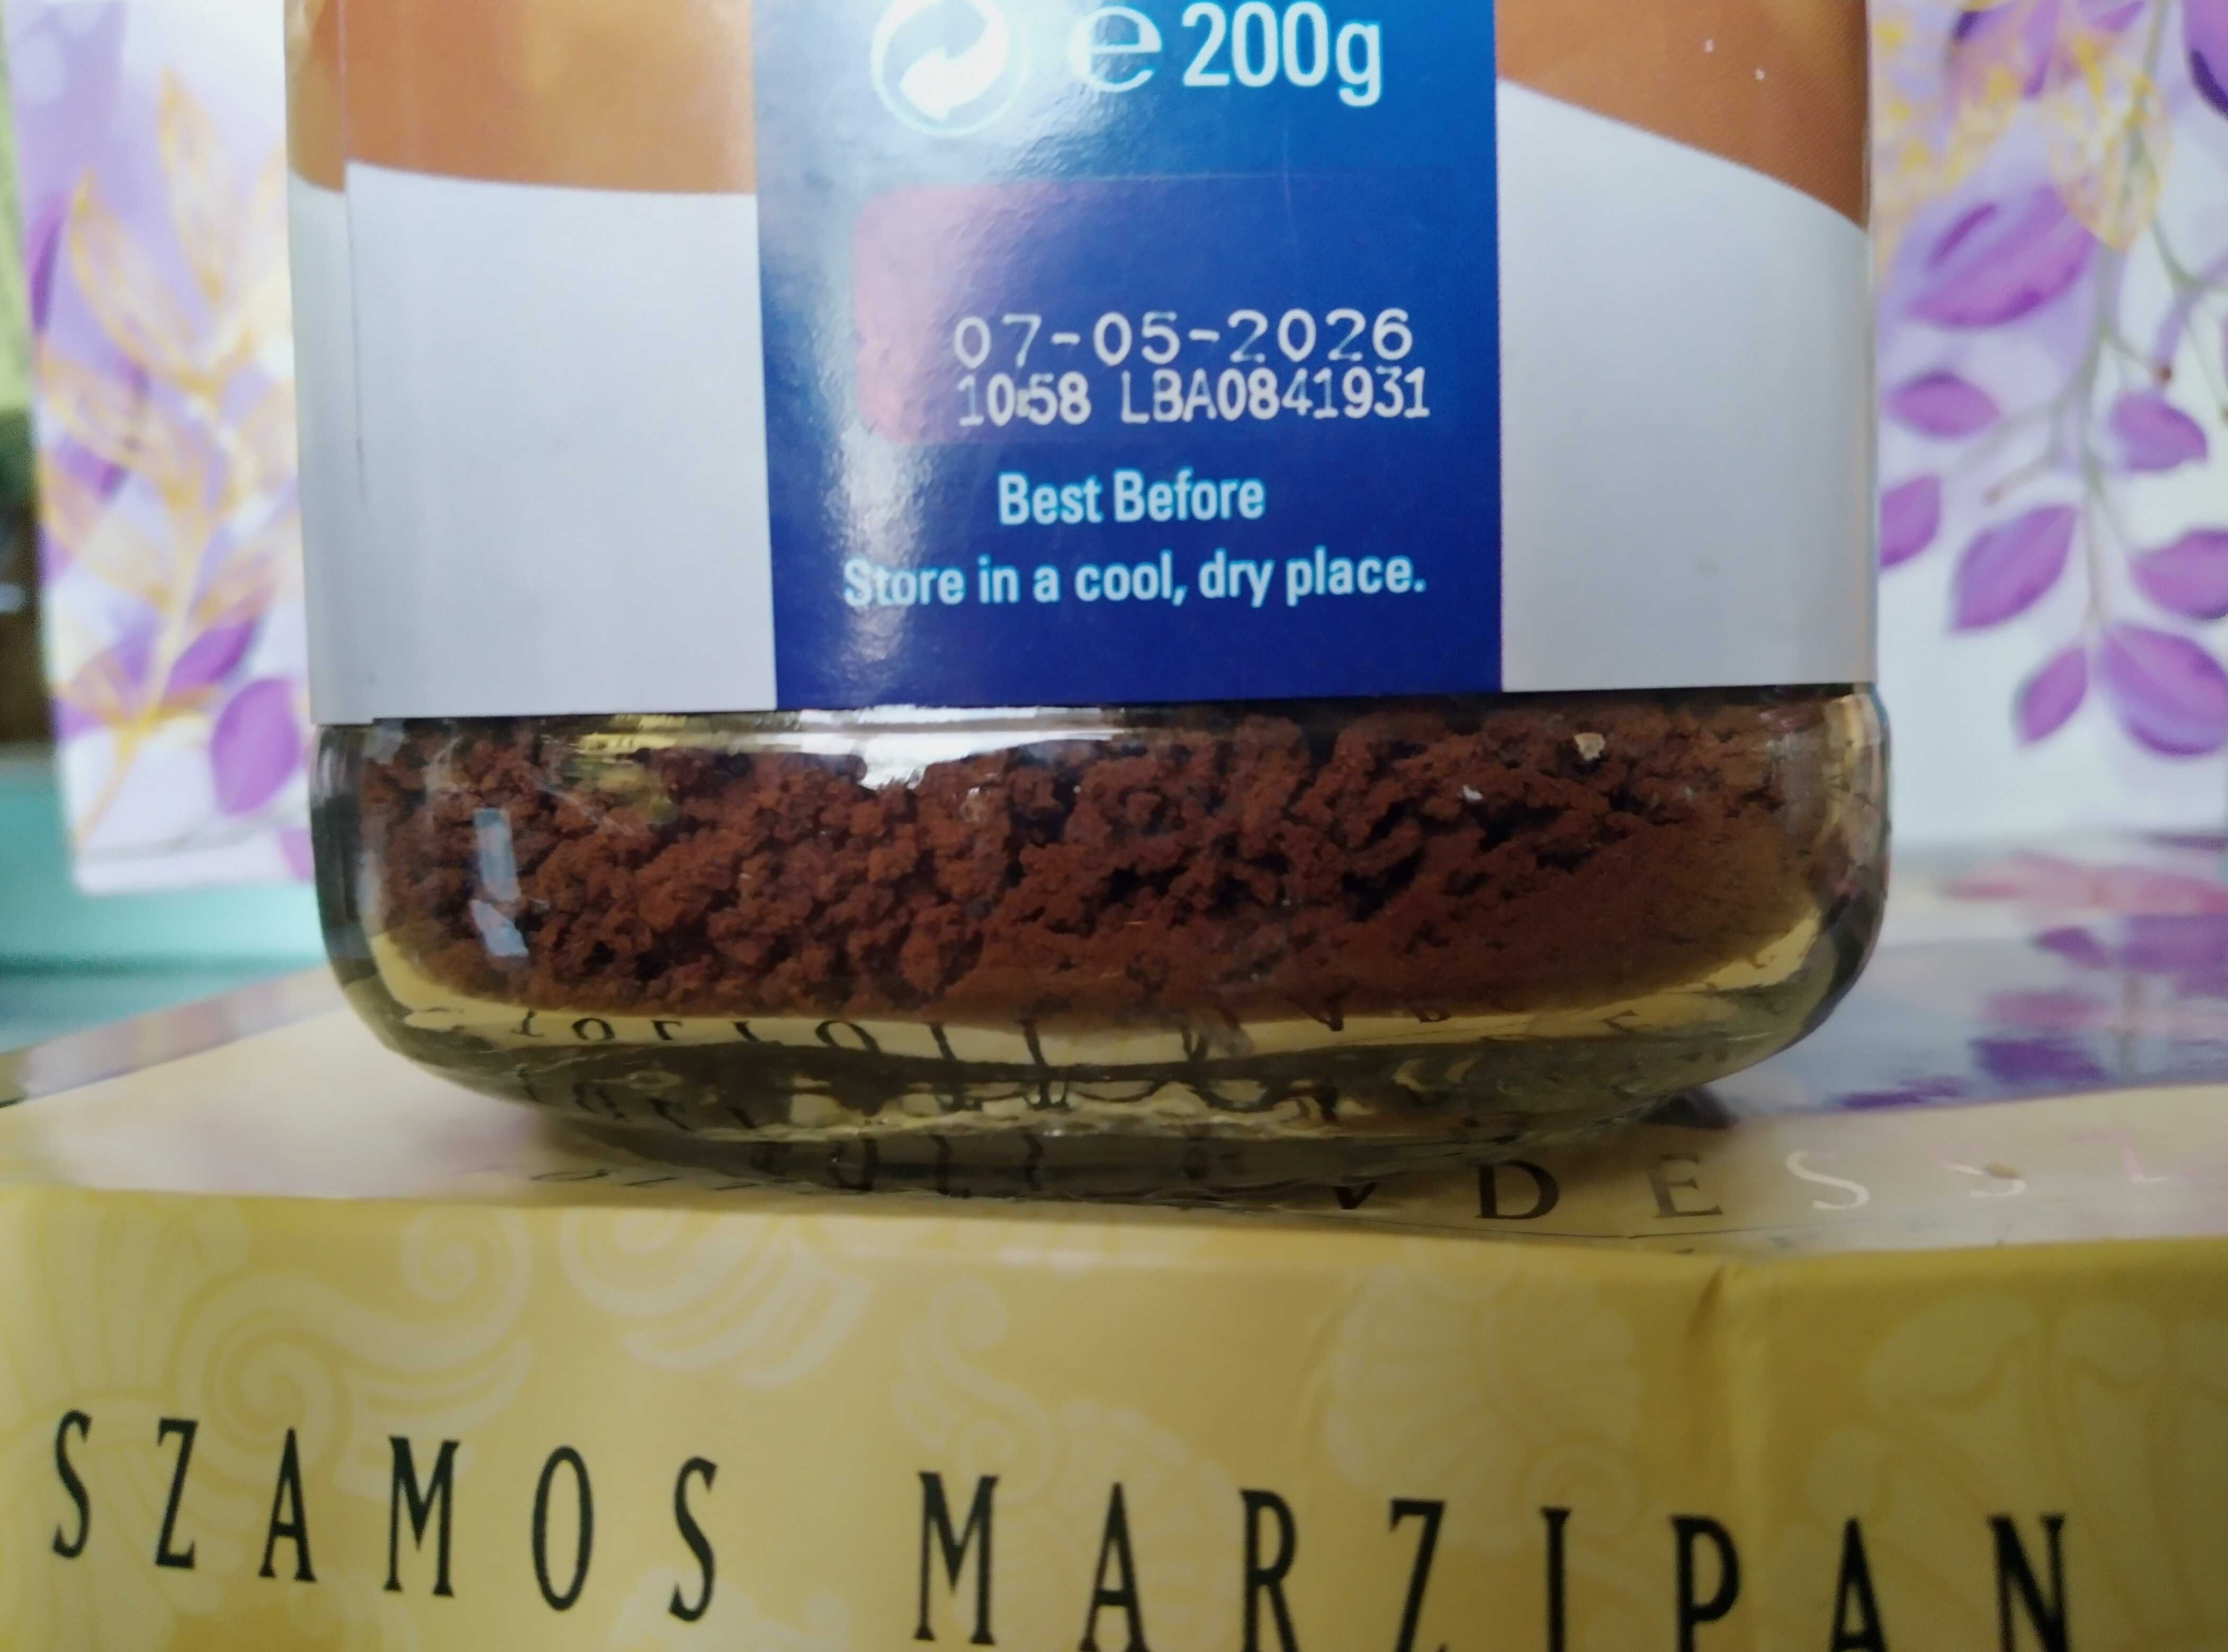 ℮ 200g
07-05-2026
10:58 LBA0841931
Best Before
Store in a cool, dry place.
SZAMOS MARZIPAN